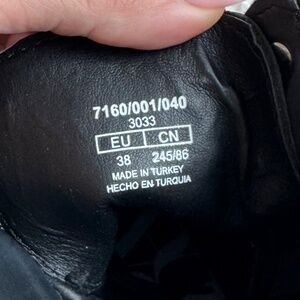 7160/001/040
3033
EU CN
38 245/86
MADE IN TURKEY
HECHO EN TURQUIA